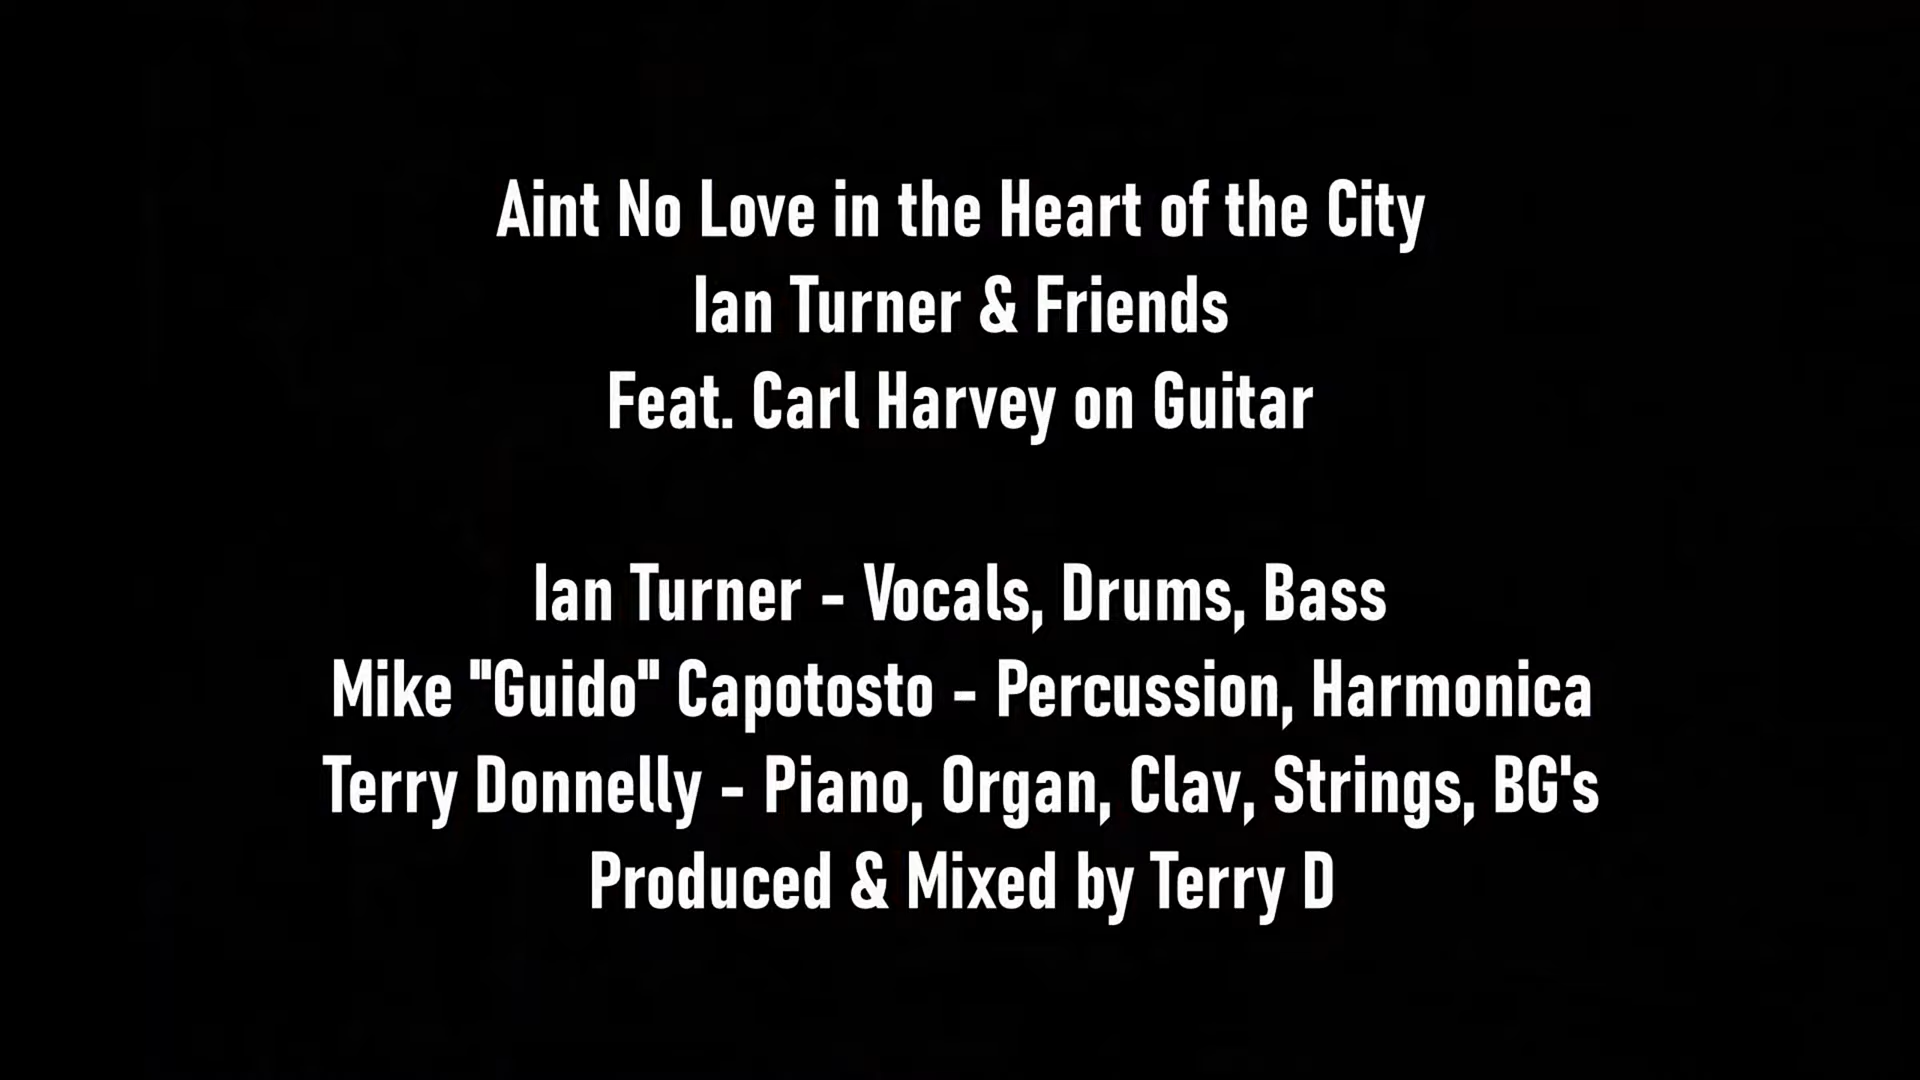 Aint No Love in the Heart of the City
Ian Turner & Friends
Feat. Carl Harvey on Guitar
Ian Turner - Vocals, Drums, Bass
Mike "Guido" Capotosto - Percussion, Harmonica
Terry Donnelly - Piano, Organ, Clav, Strings, BG's
Produced & Mixed by Terry D